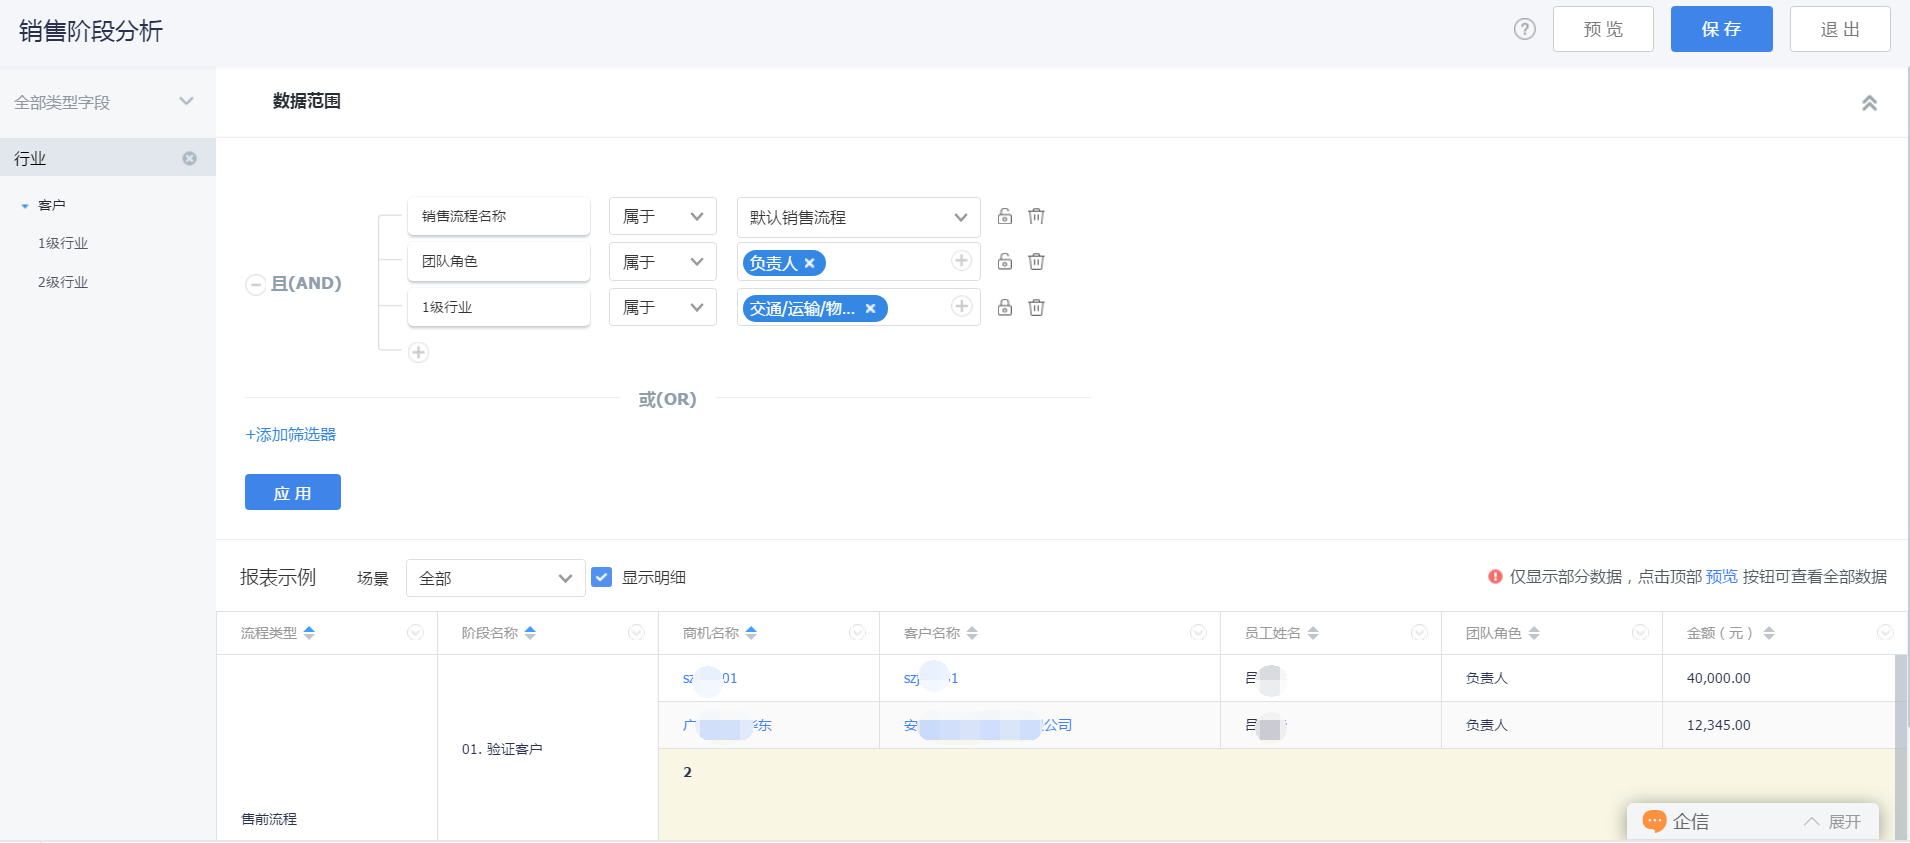 销售阶段分析
预 览
保 存
退 出
全部类型字段
数据范围
行业
客户
1级行业
2级行业
且(AND)
销售流程名称 属于 默认销售流程
团队角色 属于 负责人
1级行业 属于 交通/运输/物...
或(OR)
+添加筛选器
应 用
报表示例 场景 全部 显示明细 仅显示部分数据，点击顶部 预览 按钮可查看全部数据
流程类型 阶段名称 商机名称 客户名称 员工姓名 团队角色 金额（元）
01 1 负责人 40,000.00
广 东 安 公司 负责人 12,345.00
01. 验证客户
2
售前流程
企信 展开